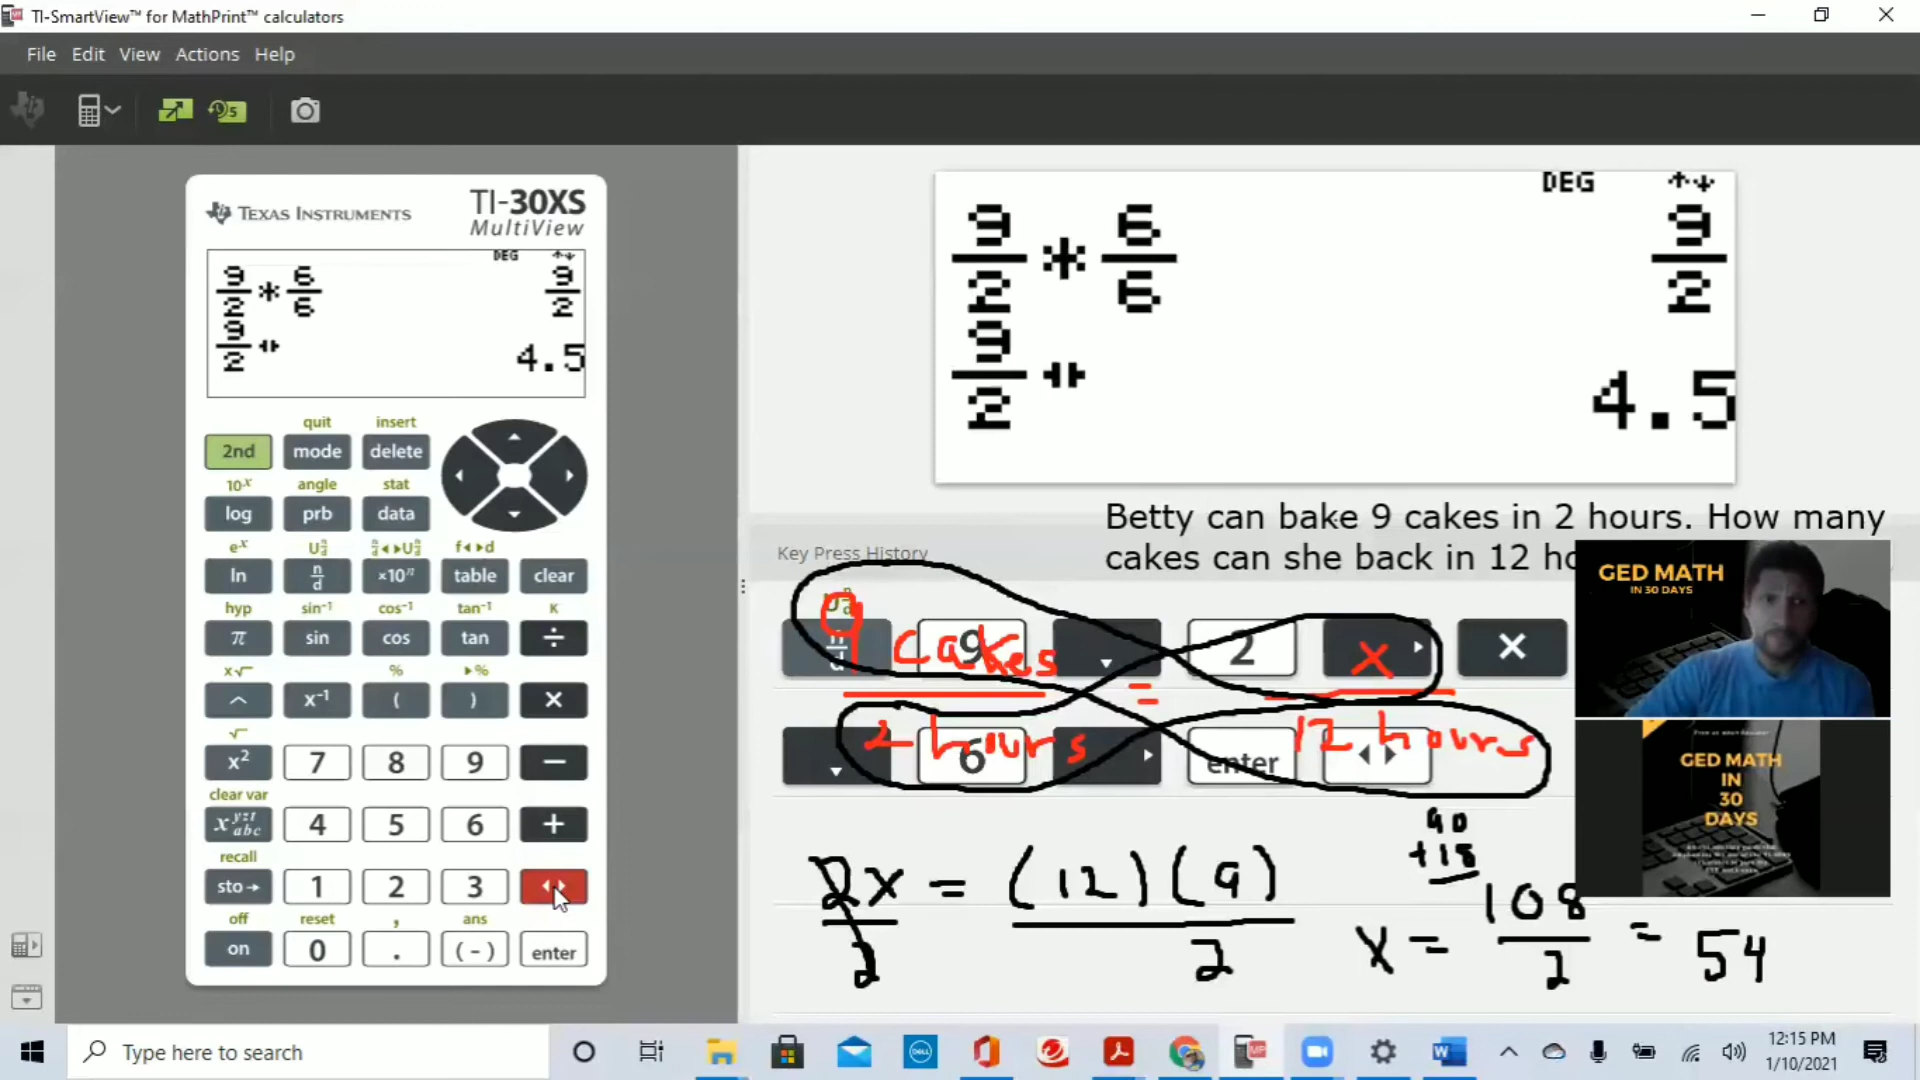 TI-SmartView™ for MathPrint™ calculators
File Edit View Actions Help
TEXAS INSTRUMENTS
TI-30XS
MultiView
DEG
9/2*6/6 9/2
9/2 4.5
quit insert
2nd mode delete
10ˣ angle stat
log prb data
eˣ U n/d n/d◄►U n/d f◄►d
ln n/d ×10ⁿ table clear
hyp sin⁻¹ cos⁻¹ tan⁻¹ K
π sin cos tan ÷
x√ % ►%
^ x⁻¹ ( ) ×
√
x² 7 8 9 −
clear var
x yzt abc 4 5 6 +
recall
sto→ 1 2 3 ◄►
off reset , ans
on 0 . (-) enter
DEG
9/2*6/6 9/2
9/2 4.5
Betty can bake 9 cakes in 2 hours. How many
cakes can she back in 12
Key Press History
n/d 9 2 ×
6 enter
9 cakes = x
2 hours 12 hours
90
+18
2x = (12)(9)
2 2
x = 108 = 54
2
GED MATH
IN 30 DAYS
GED MATH
IN
30
DAYS
Type here to search
DELL
W
12:15 PM
1/10/2021